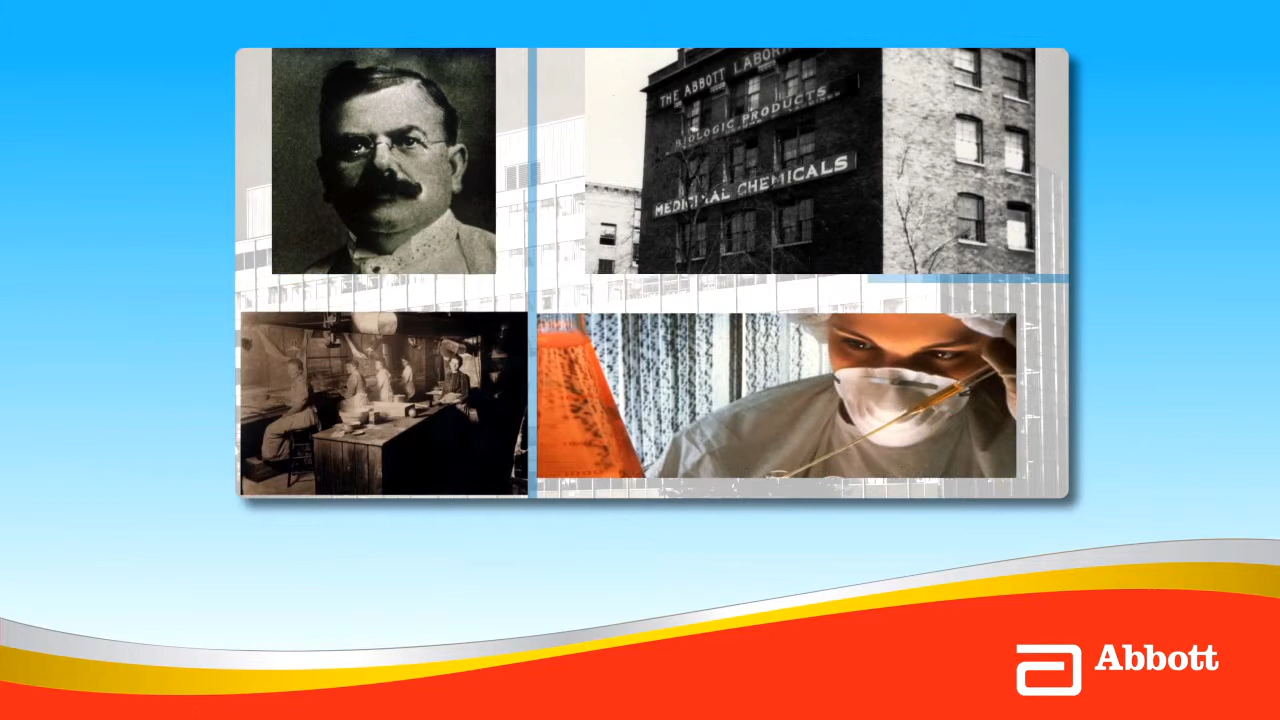 THE ABBOTT LABORA
BIOLOGIC PRODUCTS
MEDICINAL CHEMICALS
Abbott